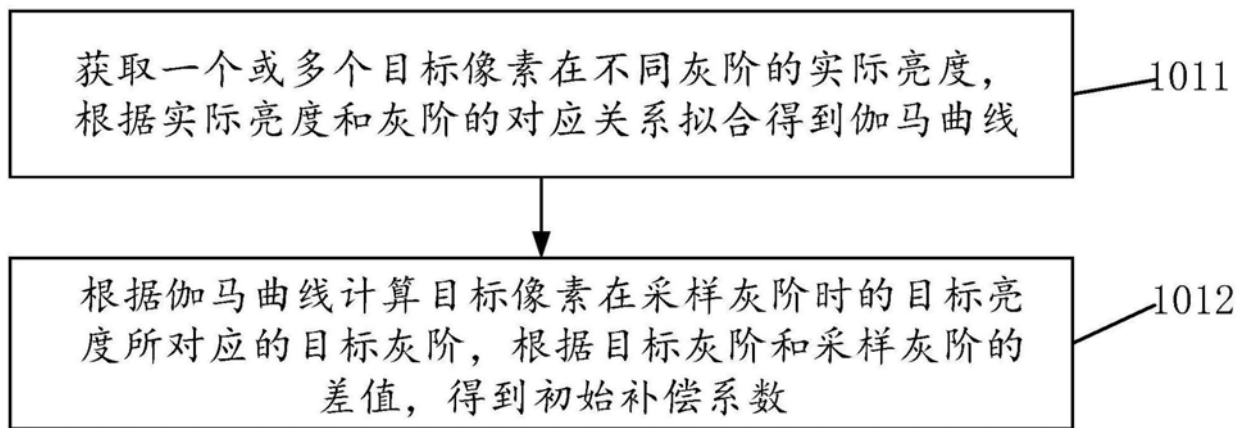 获取一个或多个目标像素在不同灰阶的实际亮度，
根据实际亮度和灰阶的对应关系拟合得到伽马曲线
1011
根据伽马曲线计算目标像素在采样灰阶时的目标亮
度所对应的目标灰阶，根据目标灰阶和采样灰阶的
差值，得到初始补偿系数
1012